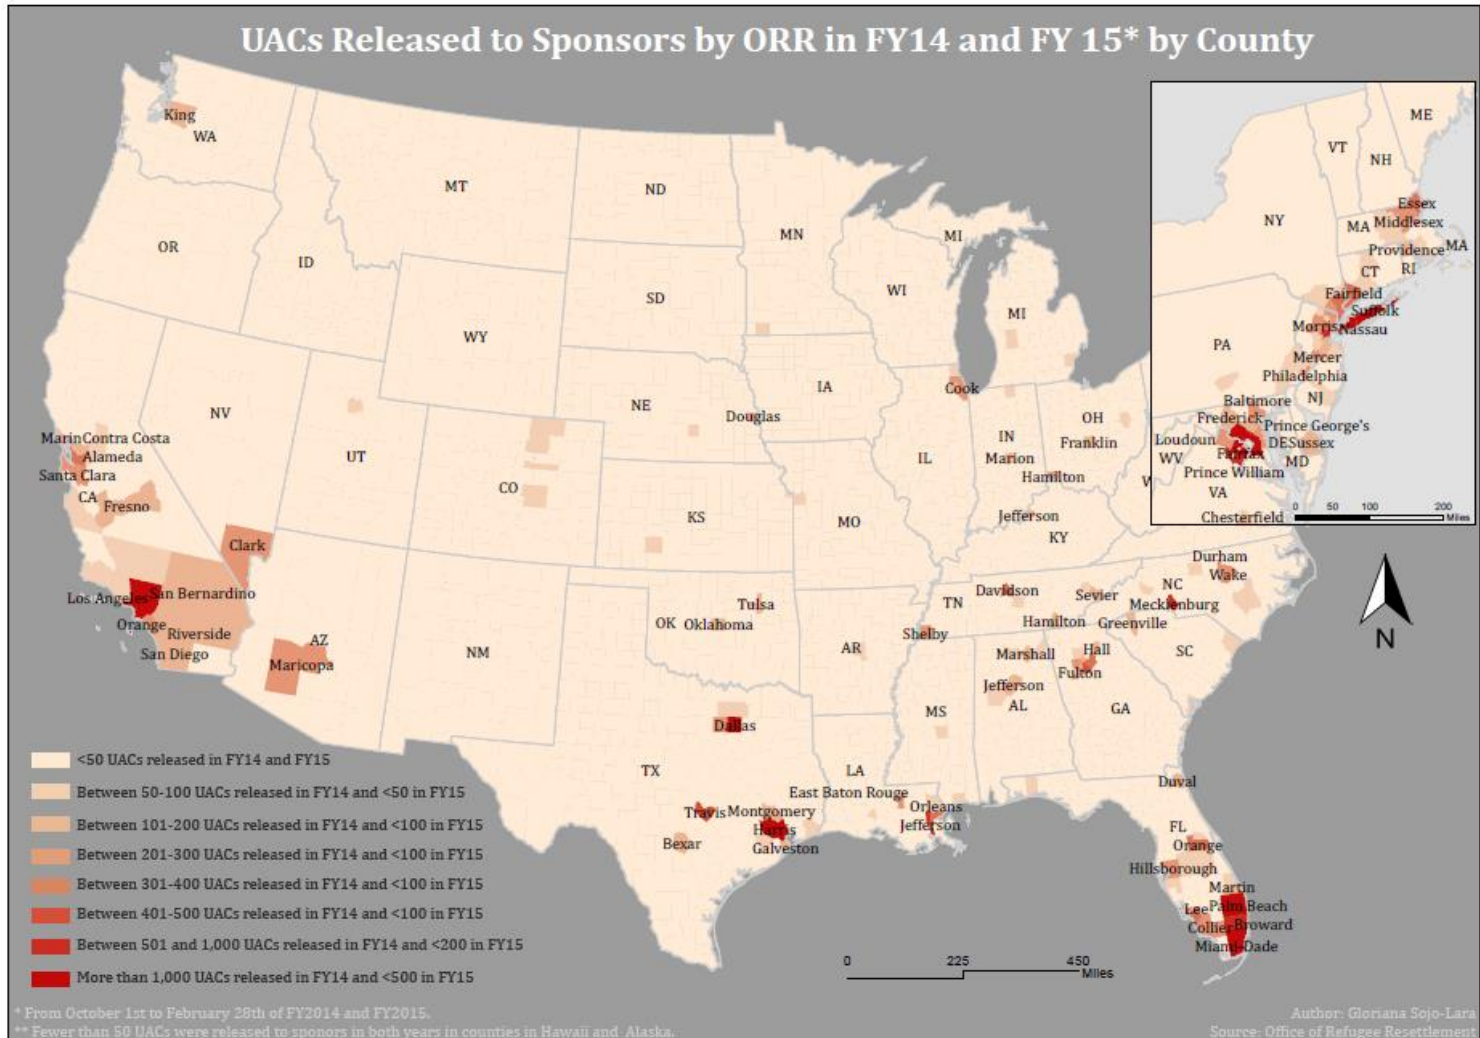 UACs Released to Sponsors by ORR in FY14 and FY 15* by County
King
WA
MT
ND
MN
MI
OR
ID
SD
WI
MI
WY
IA
NE
Douglas
Cook
OH
IN
Franklin
Marion
IL
Hamilton
NV
UT
CO
KS
MO
Jefferson
KY
W
Marin
Contra Costa
Alameda
Santa Clara
CA
Fresno
Clark
Los Angeles
San Bernardino
Orange
Riverside
San Diego
AZ
Maricopa
NM
OK
Oklahoma
Tulsa
AR
TN
Davidson
Sevier
NC
Durham
Wake
Mecklenburg
Shelby
Hamilton
Greenville
Marshall
Hall
Fulton
SC
Jefferson
AL
GA
MS
Dallas
TX
LA
East Baton Rouge
Orleans
Jefferson
Travis
Montgomery
Harris
Galveston
Bexar
Duval
FL
Orange
Hillsborough
Martin
Lee
Palm Beach
Collier
Broward
Miami-Dade
ME
VT
NH
NY
Essex
MA
Middlesex
Providence
MA
CT
RI
Fairfield
Suffolk
Morris
Nassau
PA
Mercer
Philadelphia
NJ
Baltimore
Frederick
Prince George's
Loudoun
DE
Sussex
WV
Fairfax
MD
Prince William
VA
Chesterfield
0 50 100 200
Miles
N
<50 UACs released in FY14 and FY15
Between 50-100 UACs released in FY14 and <50 in FY15
Between 101-200 UACs released in FY14 and <100 in FY15
Between 201-300 UACs released in FY14 and <100 in FY15
Between 301-400 UACs released in FY14 and <100 in FY15
Between 401-500 UACs released in FY14 and <100 in FY15
Between 501 and 1,000 UACs released in FY14 and <200 in FY15
More than 1,000 UACs released in FY14 and <500 in FY15
0 225 450
Miles
* From October 1st to February 28th of FY2014 and FY2015.
** Fewer than 50 UACs were released to sponors in both years in counties in Hawaii and Alaska.
Author: Gloriana Sojo-Lara
Source: Office of Refugee Resettlement